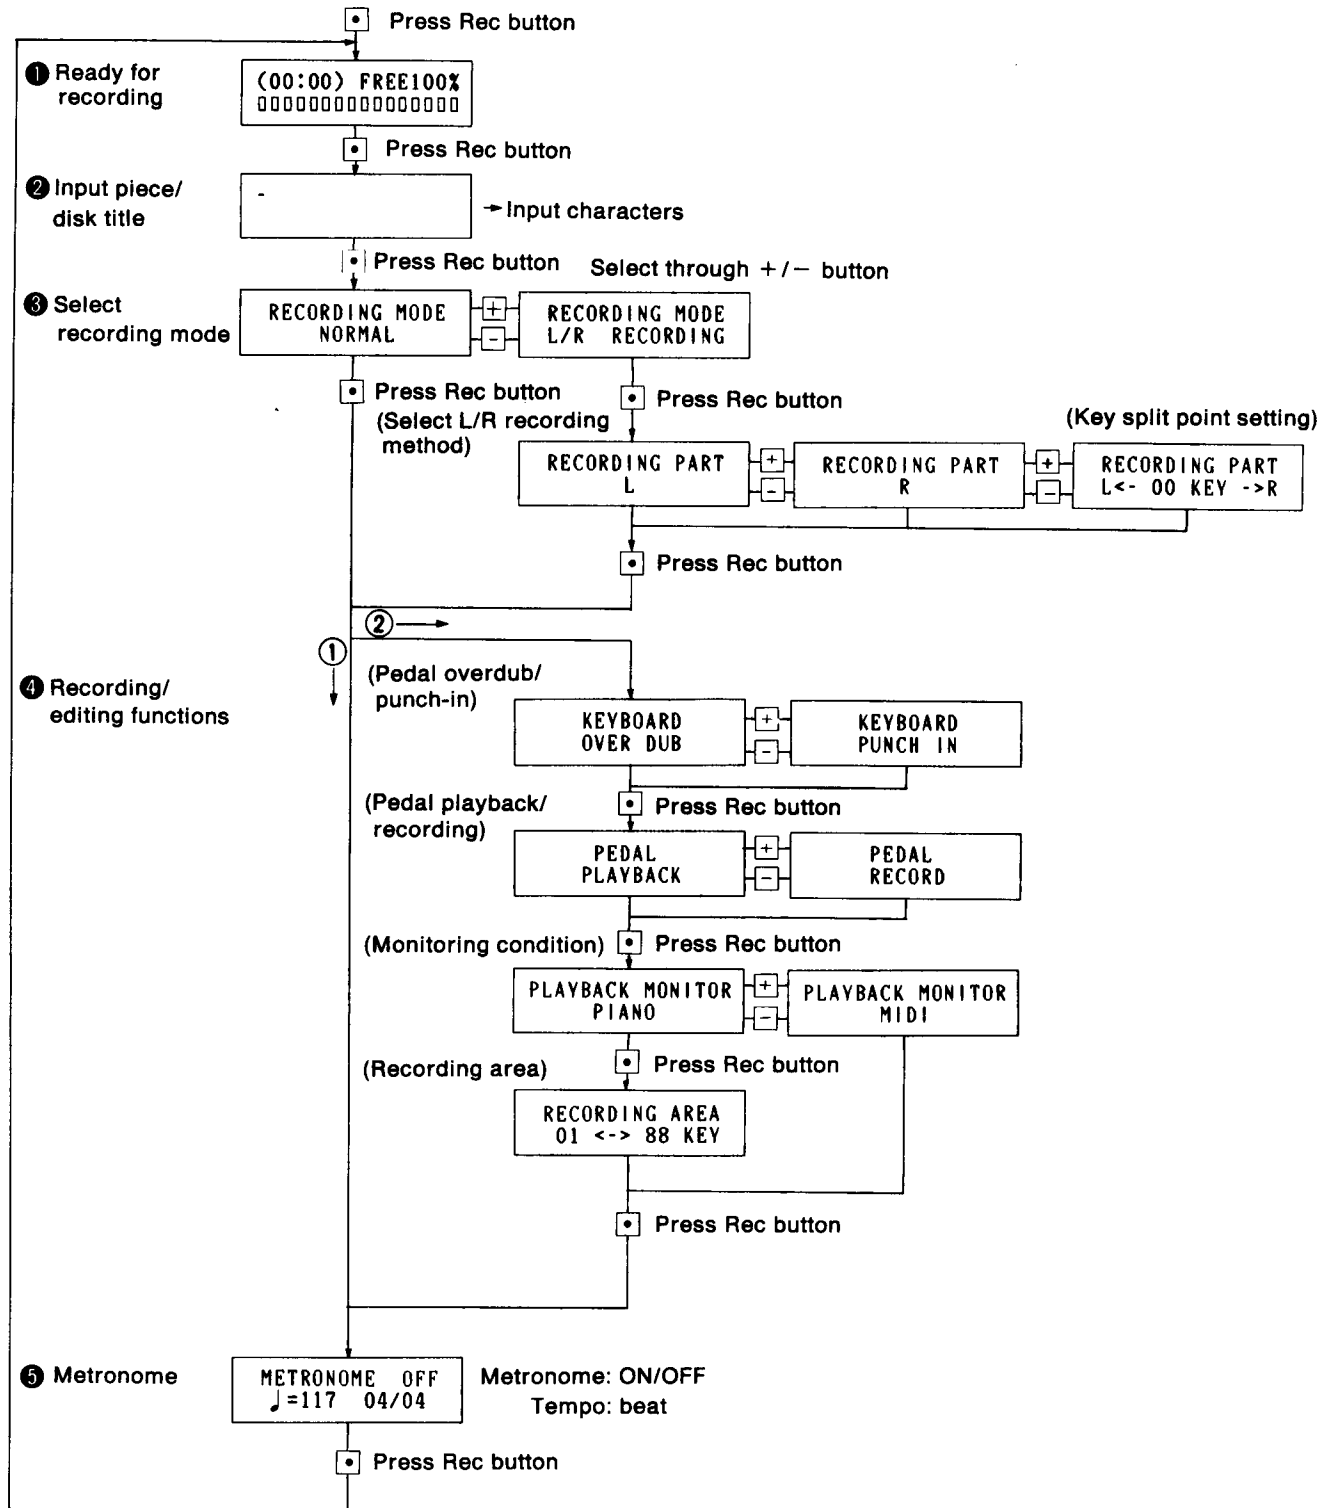 Press Rec button
❶ Ready for
recording
(00:00) FREE100%
Press Rec button
❷ Input piece/
disk title
-
→ Input characters
Press Rec button
Select through +/− button
❸ Select
recording mode
RECORDING MODE
NORMAL
+
−
RECORDING MODE
L/R RECORDING
Press Rec button
Press Rec button
(Select L/R recording
method)
(Key split point setting)
RECORDING PART
L
+
−
RECORDING PART
R
+
−
RECORDING PART
L<- 00 KEY ->R
Press Rec button
② →
①
↓
❹ Recording/
editing functions
(Pedal overdub/
punch-in)
KEYBOARD
OVER DUB
+
−
KEYBOARD
PUNCH IN
Press Rec button
(Pedal playback/
recording)
PEDAL
PLAYBACK
+
−
PEDAL
RECORD
Press Rec button
(Monitoring condition)
PLAYBACK MONITOR
PIANO
+
−
PLAYBACK MONITOR
MIDI
Press Rec button
(Recording area)
RECORDING AREA
01 <-> 88 KEY
Press Rec button
❺ Metronome
METRONOME OFF
♩=117 04/04
Metronome: ON/OFF
Tempo: beat
Press Rec button